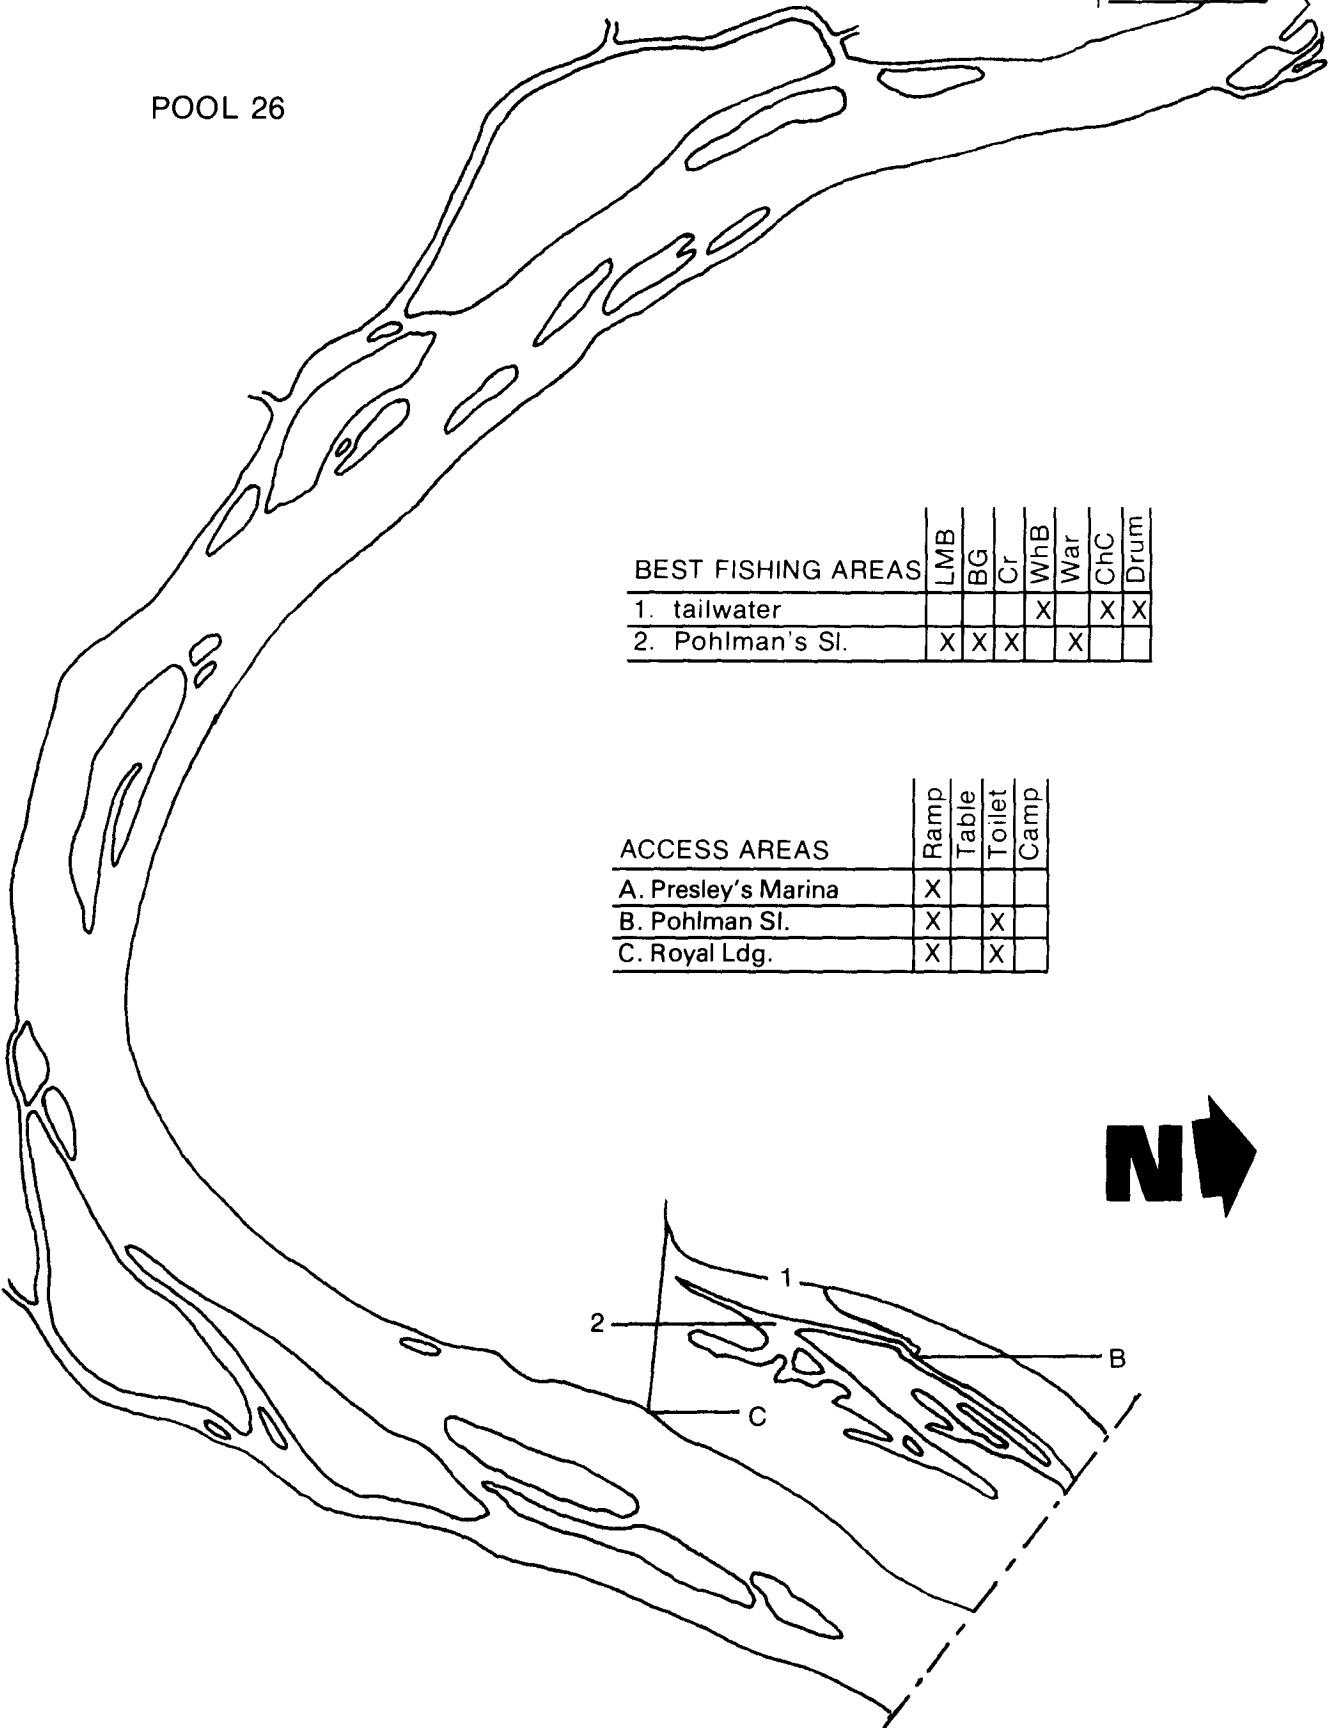 POOL 26
BEST FISHING AREAS LMB BG Cr WhB War ChC Drum
1. tailwater X X X
2. Pohlman's Sl. X X X X
ACCESS AREAS Ramp Table Toilet Camp
A. Presley's Marina X
B. Pohlman Sl. X X
C. Royal Ldg. X X
N
1
2
B
C